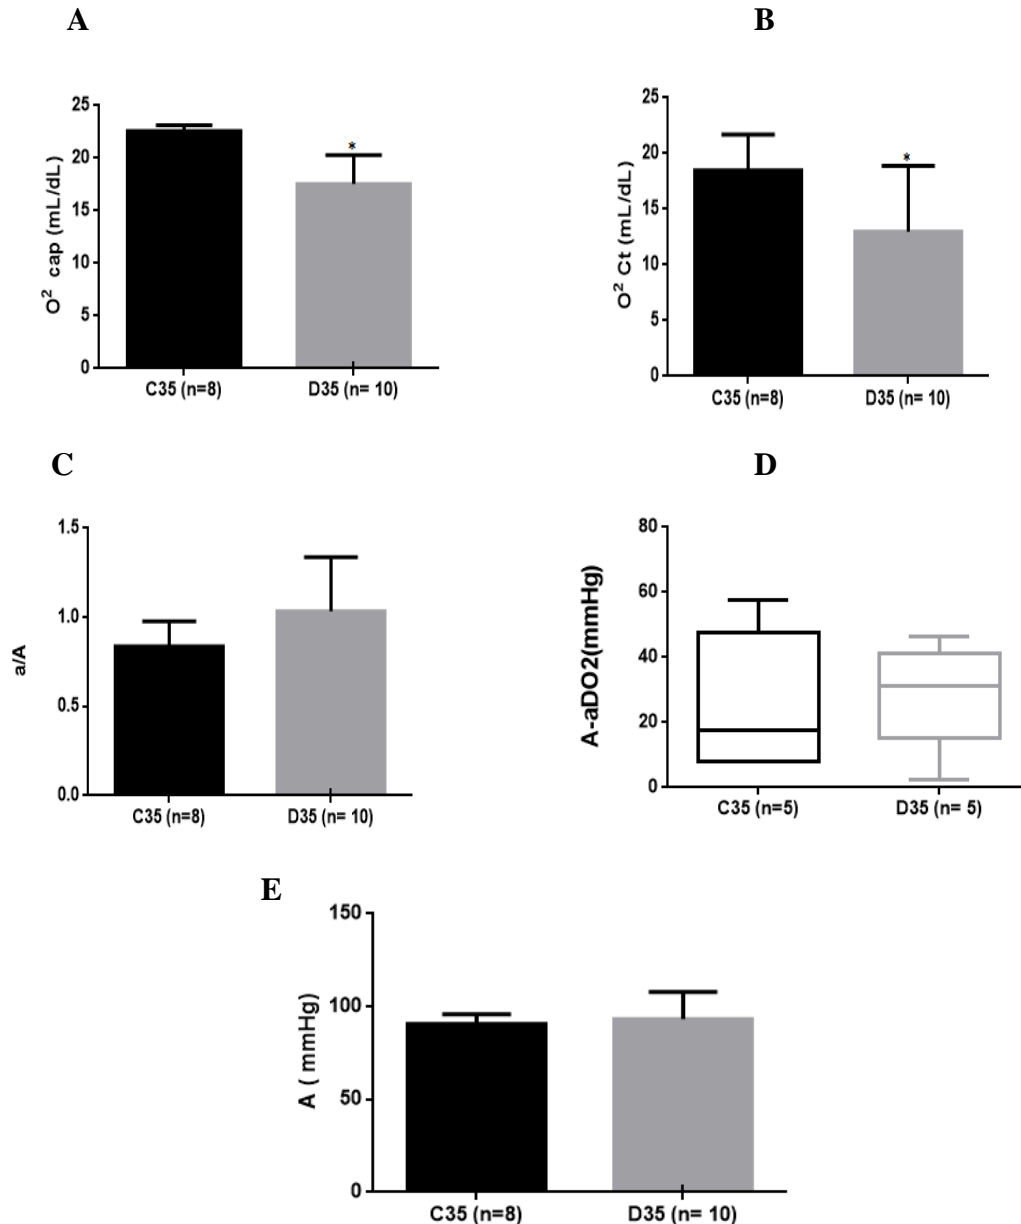 A
B
O² cap (mL/dL)
25
20
15
10
5
0
*
C35 (n=8)
D35 (n= 10)
O² Ct (mL/dL)
25
20
15
10
5
0
*
C35 (n=8)
D35 (n= 10)
C
D
a/A
1.5
1.0
0.5
0.0
C35 (n=8)
D35 (n= 10)
A-aDO2(mmHg)
80
60
40
20
0
C35 (n=5)
D35 (n= 5)
E
A ( mmHg)
150
100
50
0
C35 (n=8)
D35 (n= 10)